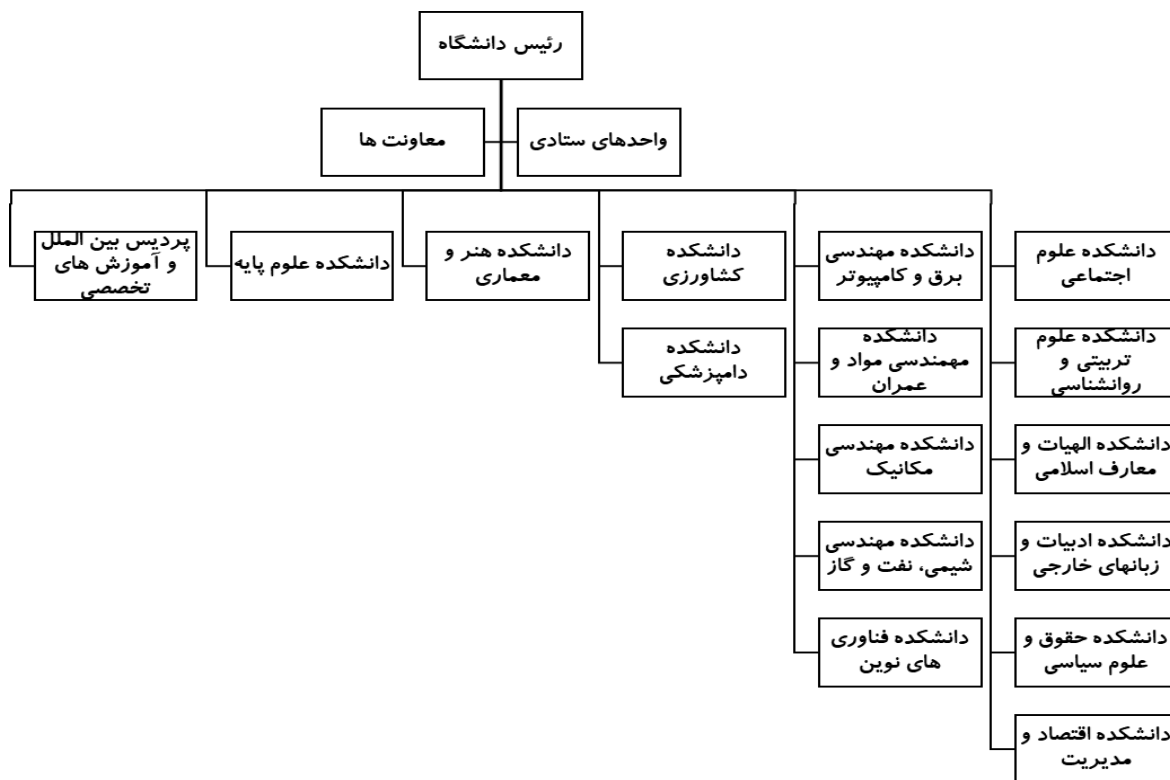 رئیس دانشگاه
واحدهای ستادی
معاونت ها
دانشکده علوم
اجتماعی
دانشکده مهندسی
برق و کامپیوتر
دانشکده
کشاورزی
دانشکده هنر و
معماری
دانشکده علوم پایه
پردیس بین الملل
و آموزش های
تخصصی
دانشکده علوم
تربیتی و
روانشناسی
دانشکده
مهمندسی مواد و
عمران
دانشکده
دامپزشکی
دانشکده الهیات و
معارف اسلامی
دانشکده مهندسی
مکانیک
دانشکده ادبیات و
زبانهای خارجی
دانشکده مهندسی
شیمی، نفت و گاز
دانشکده حقوق و
علوم سیاسی
دانشکده فناوری
های نوین
دانشکده اقتصاد و
مدیریت